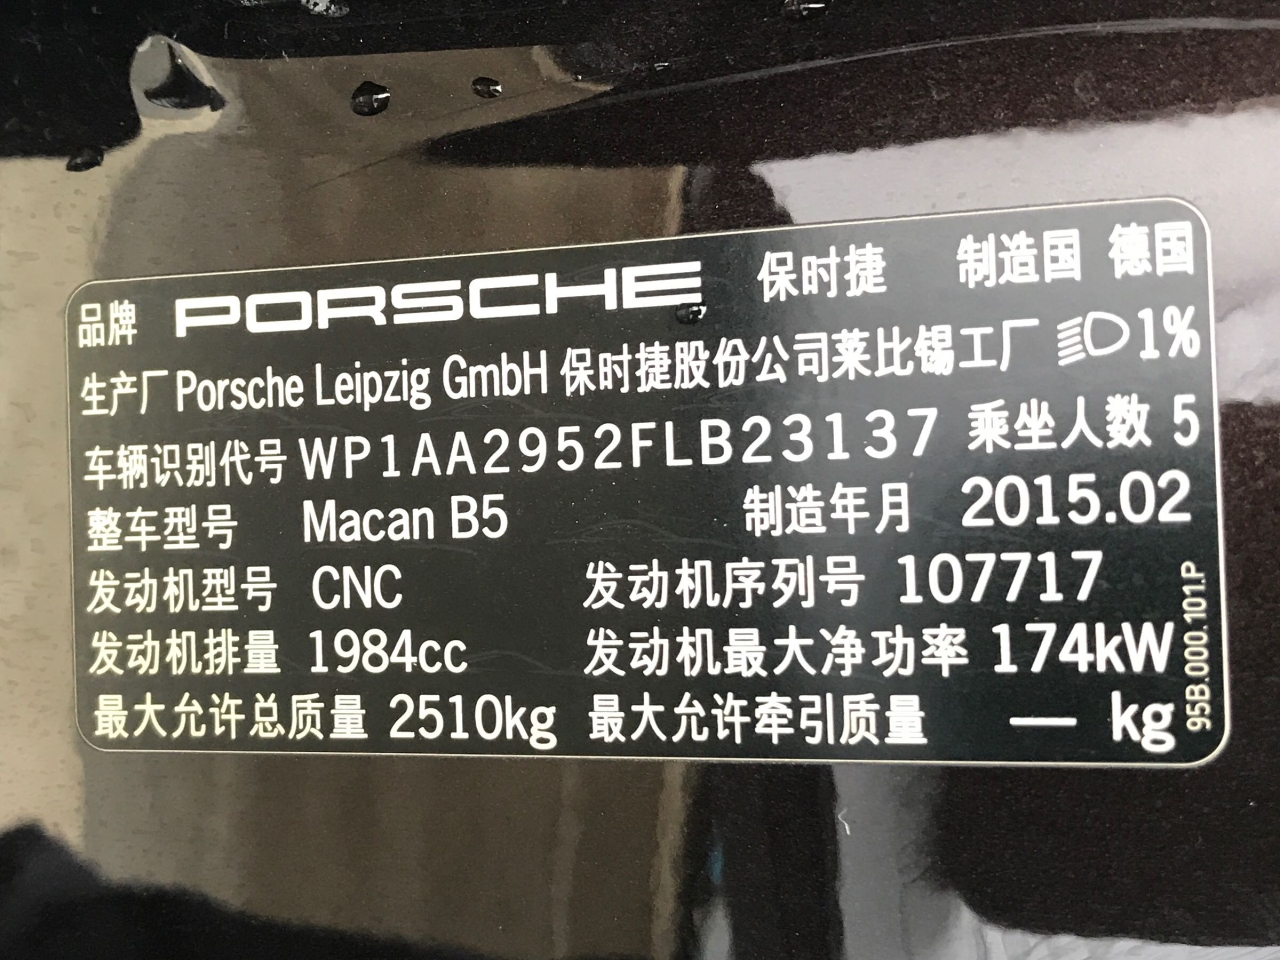 品牌 PORSCHE 保时捷 制造国 德国
生产厂 Porsche Leipzig GmbH 保时捷股份公司莱比锡工厂 1%
车辆识别代号 WP1AA2952FLB23137 乘坐人数 5
整车型号 Macan B5 制造年月 2015.02
发动机型号 CNC 发动机序列号 107717
发动机排量 1984cc 发动机最大净功率 174kW
最大允许总质量 2510kg 最大允许牵引质量 — kg
95B.000.101.P